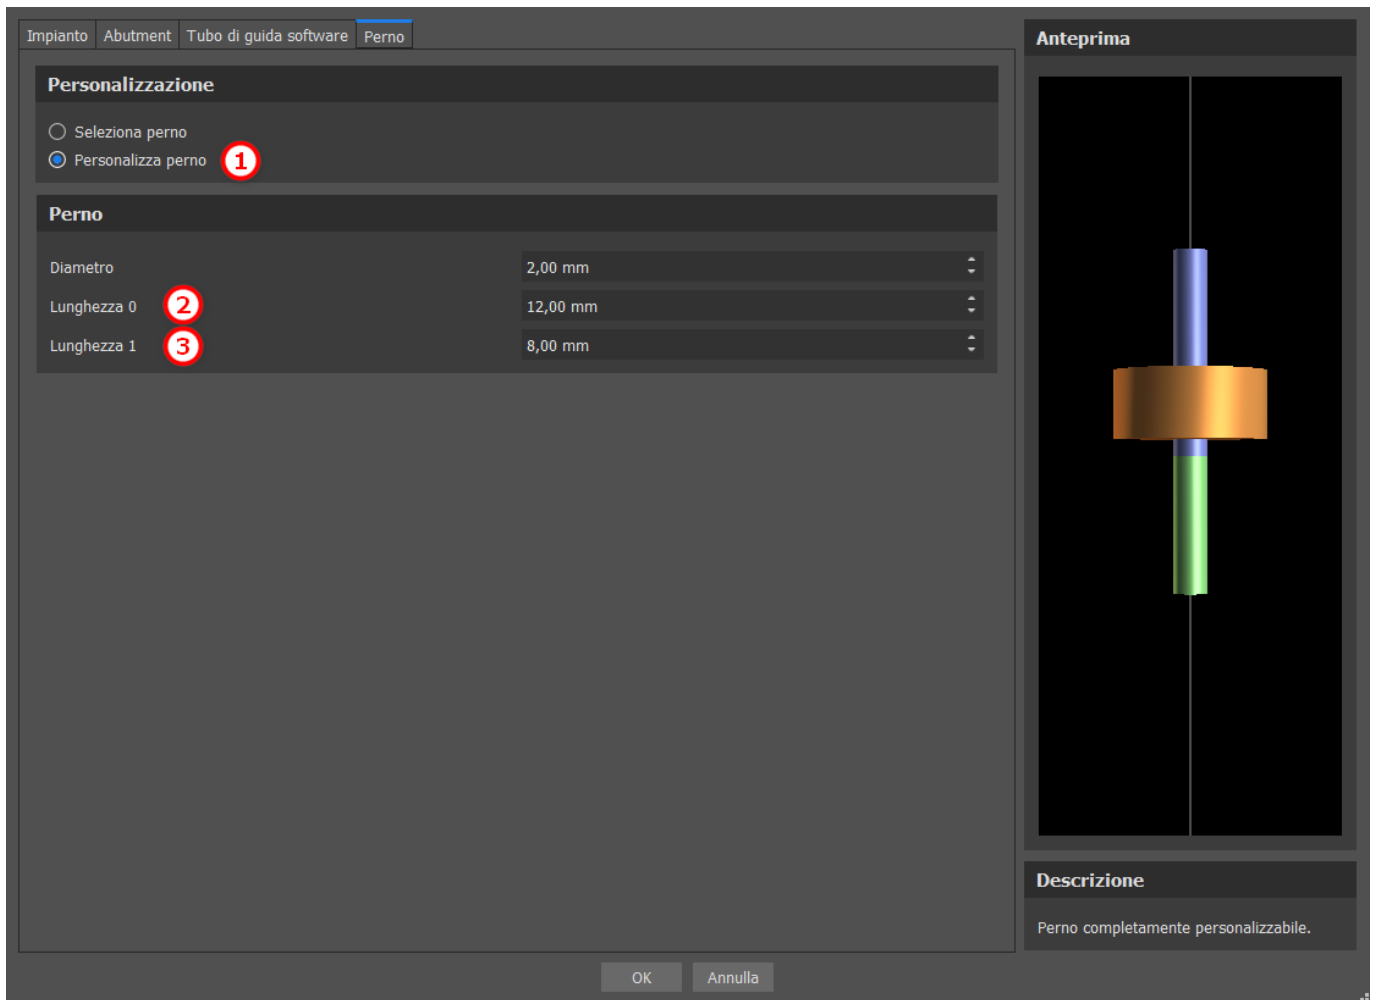 Impianto Abutment Tubo di guida software Perno
Personalizzazione
Seleziona perno
Personalizza perno 1
Perno
Diametro 2,00 mm
Lunghezza 0 2 12,00 mm
Lunghezza 1 3 8,00 mm
Anteprima
Descrizione
Perno completamente personalizzabile.
OK Annulla